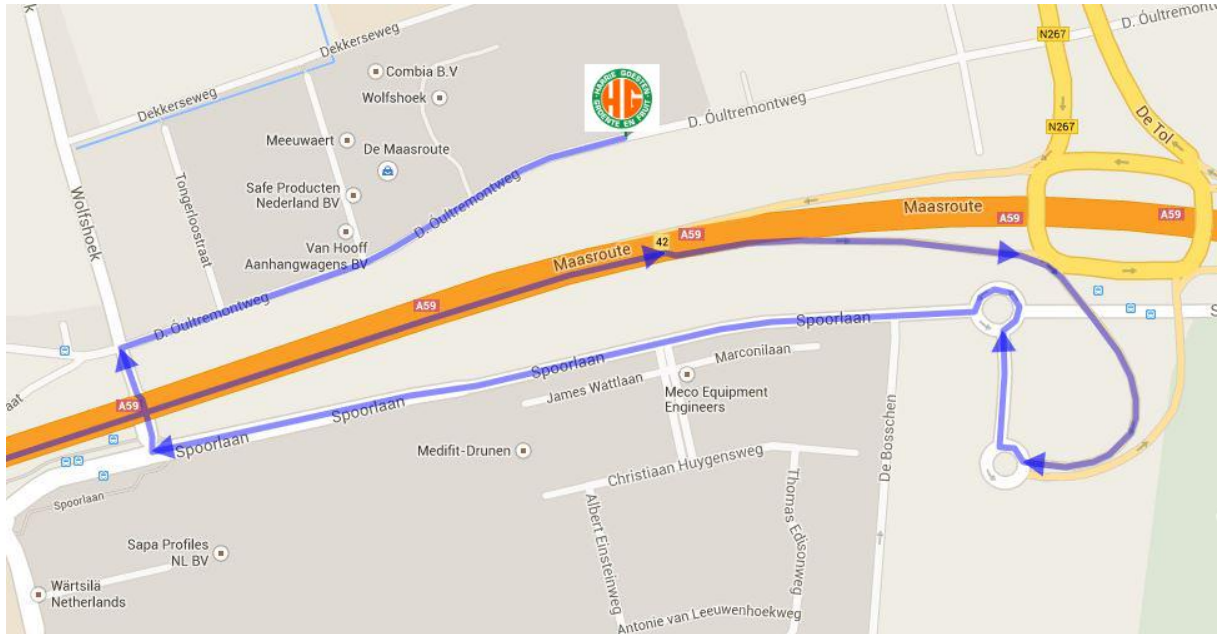 k
Dekkerseweg
Dekkerseweg
Combia B.V
Wolfshoek
HARRIE GOESTEN
HG
GROENTE EN FRUIT
D. Óultremontweg
D. Óultremontweg
N267
N267
De Tol
Meeuwaert
De Maasroute
Wolfshoek
Tongerloostraat
Safe Producten
Nederland BV
Van Hooff
Aanhangwagens BV
D. Óultremontweg
D. Óultremontweg
Maasroute
42
A59
Maasroute
A59
A59
A59
A59
Spoorlaan
S
Spoorlaan
Spoorlaan
Spoorlaan
Marconilaan
James Wattlaan
Meco Equipment
Engineers
aat
Medifit-Drunen
De Bosschen
Christiaan Huygensweg
Thomas Edisonweg
Albert Einsteinweg
Spoorlaan
Sapa Profiles
NL BV
Wärtsilä
Netherlands
Antonie van Leeuwenhoekweg